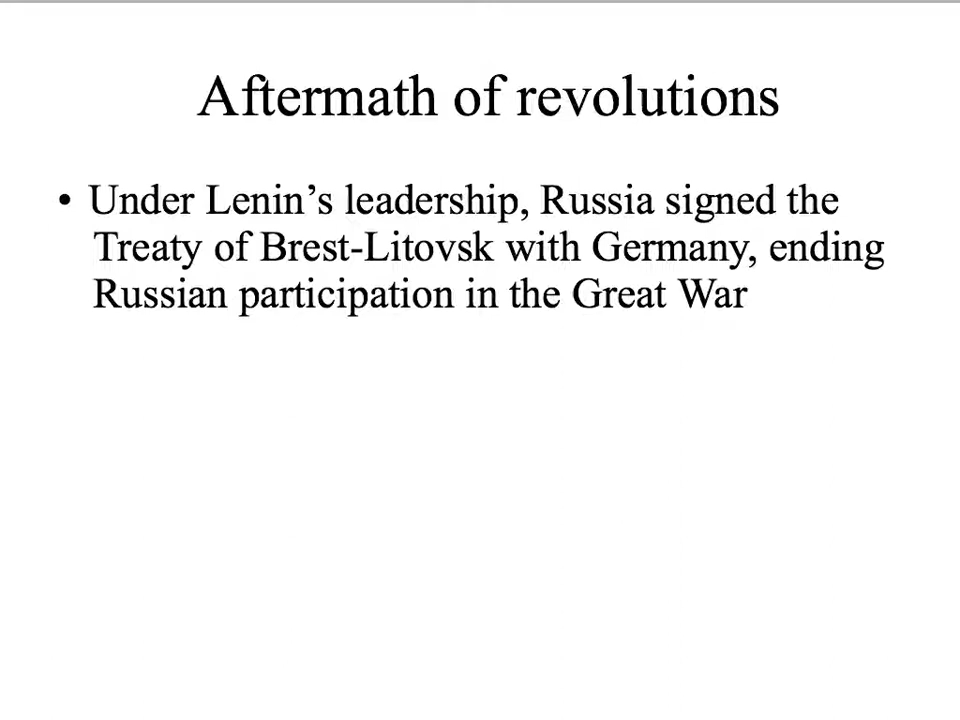 Aftermath of revolutions
• Under Lenin’s leadership, Russia signed the
Treaty of Brest-Litovsk with Germany, ending
Russian participation in the Great War